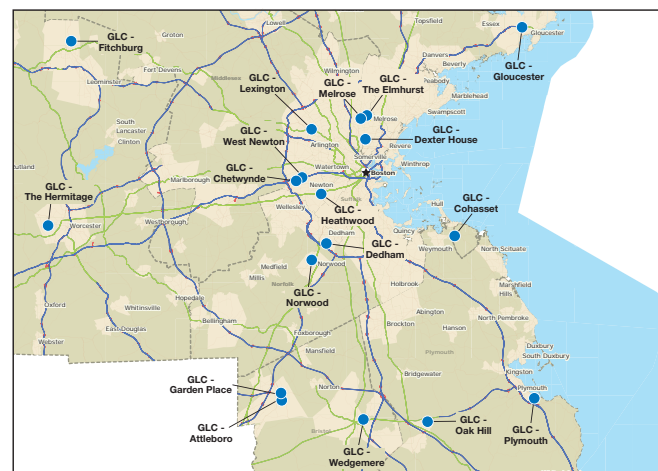 Lowell
Topsfield
Essex
Gloucester
GLC -
Fitchburg
Groton
Fort Devens
Leominster
Middlesex
Wilmington
Danvers
Beverly
Peabody
Marblehead
GLC -
Gloucester
GLC -
Lexington
GLC -
Melrose
GLC -
The Elmhurst
Melrose
Swampscott
South
Lancaster
Clinton
GLC -
West Newton
Arlington
GLC -
Dexter House
Revere
Somerville
Winthrop
Rutland
Marlborough
GLC -
Chetwynde
Watertown
Boston
Newton
Suffolk
GLC -
The Hermitage
Worcester
Westborough
Wellesley
GLC -
Heathwood
Hull
GLC -
Cohasset
Quincy
Weymouth
North Scituate
Dedham
GLC -
Dedham
Medfield
Norwood
Millis
Norfolk
GLC -
Norwood
Holbrook
Marshfield
Hills
Oxford
Whitinsville
Hopedale
Bellingham
East Douglas
Webster
Foxborough
Mansfield
Abington
Brockton
Hanson
North Pembroke
Plymouth
Duxbury
South Duxbury
Kingston
Bridgewater
Norton
Plymouth
GLC -
Garden Place
GLC -
Attleboro
Bristol
GLC -
Wedgemere
GLC -
Oak Hill
GLC -
Plymouth